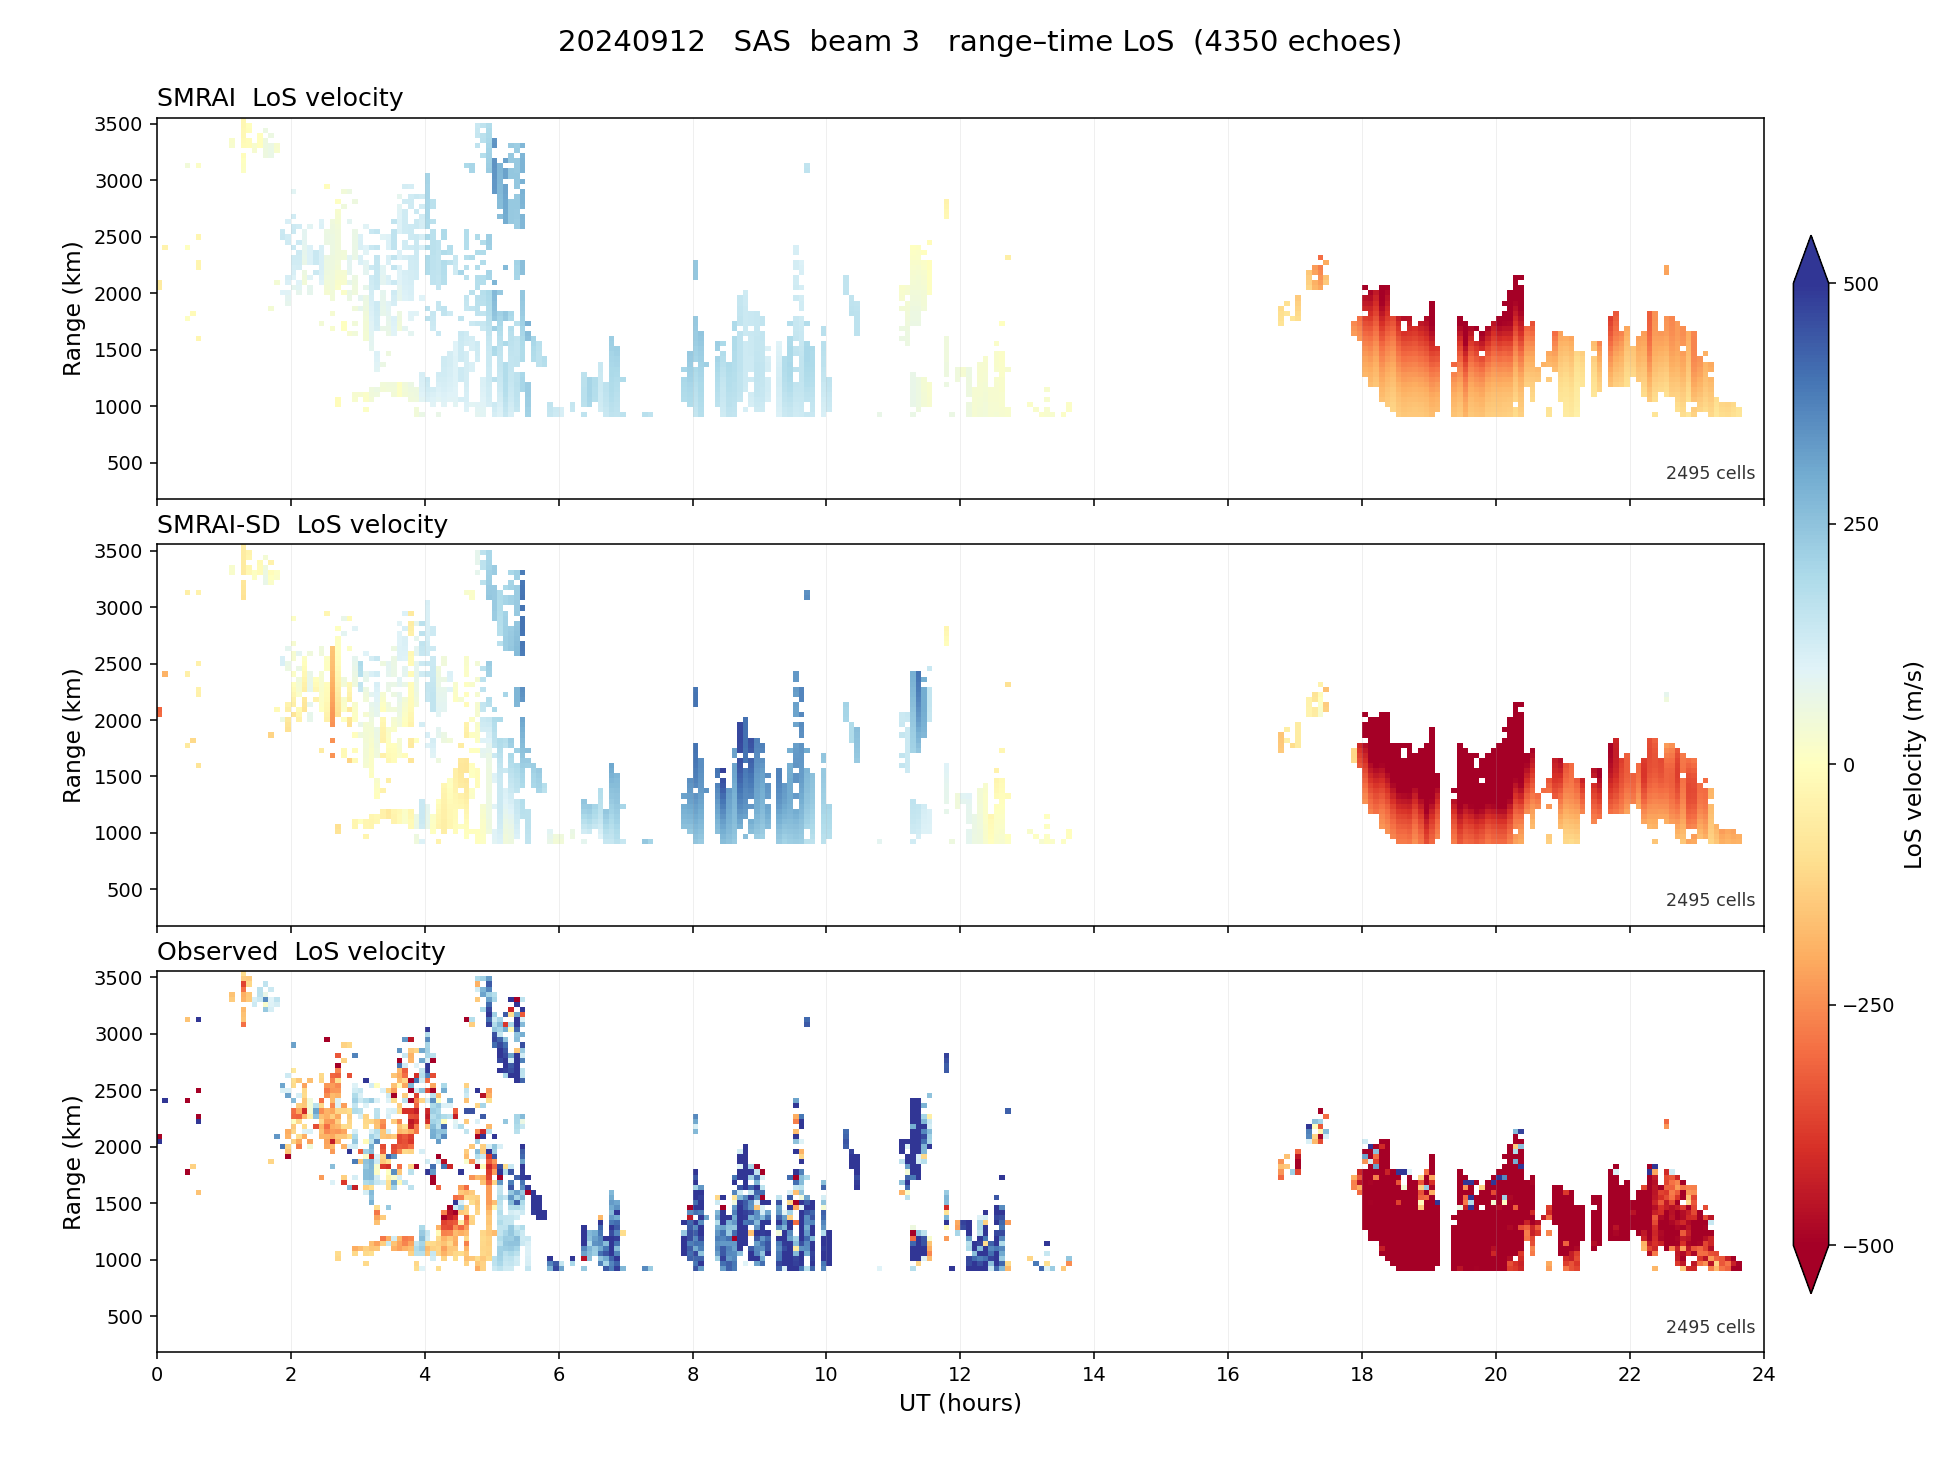 20240912   SAS  beam 3   range–time LoS  (4350 echoes)
SMRAI  LoS velocity
3500
3000
2500
2000
1500
1000
500
Range (km)
2495 cells
SMRAI-SD  LoS velocity
3500
3000
2500
2000
1500
1000
500
Range (km)
2495 cells
Observed  LoS velocity
3500
3000
2500
2000
1500
1000
500
Range (km)
2495 cells
0 2 4 6 8 10 12 14 16 18 20 22 24
UT (hours)
500
250
0
−250
−500
LoS velocity (m/s)